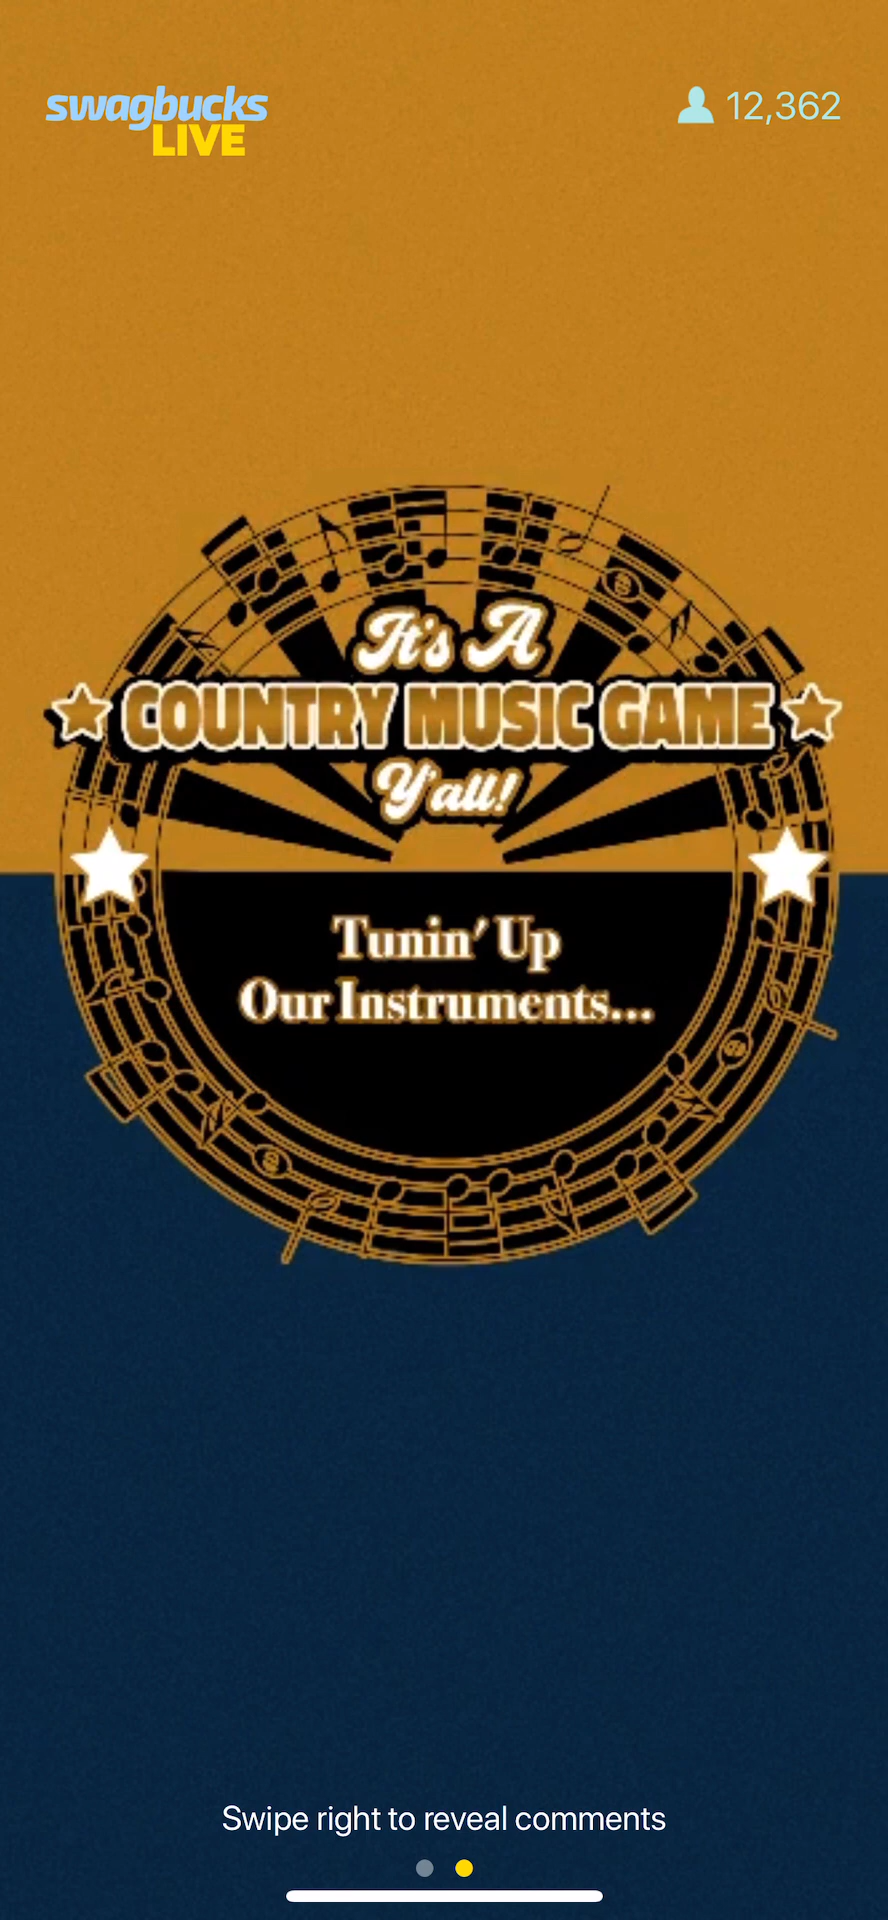 swagbucks
LIVE
12,362
It's A
COUNTRY MUSIC GAME
Y'all!
Tunin' Up
Our Instruments...
Swipe right to reveal comments